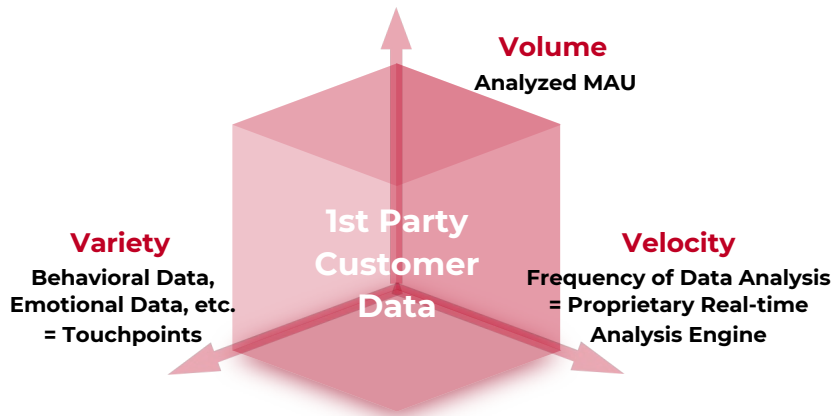 Volume
Analyzed MAU
1st Party
Customer
Data
Variety
Behavioral Data,
Emotional Data, etc.
= Touchpoints
Velocity
Frequency of Data Analysis
= Proprietary Real-time
Analysis Engine